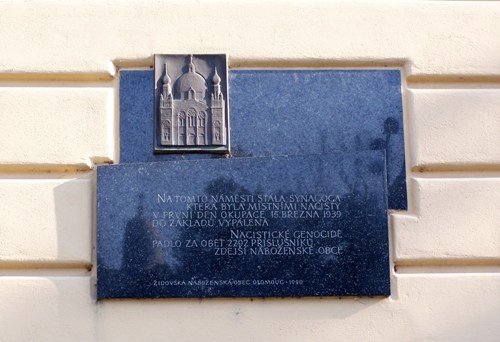 NA TOMTO NÁMĚSTÍ STÁLA SYNAGOGA
KTERÁ BYLA MÍSTNÍMI NACISTY
V PRVNÍ DEN OKUPACE 15. BŘEZNA 1939
DO ZÁKLADŮ VYPÁLENA
NACISTICKÉ GENOCIDĚ
PADLO ZA OBĚŤ 2202 PŘÍSLUŠNÍKŮ
ZDEJŠÍ NÁBOŽENSKÉ OBCE
ŽIDOVSKÁ NÁBOŽENSKÁ OBEC OLOMOUC - 1990